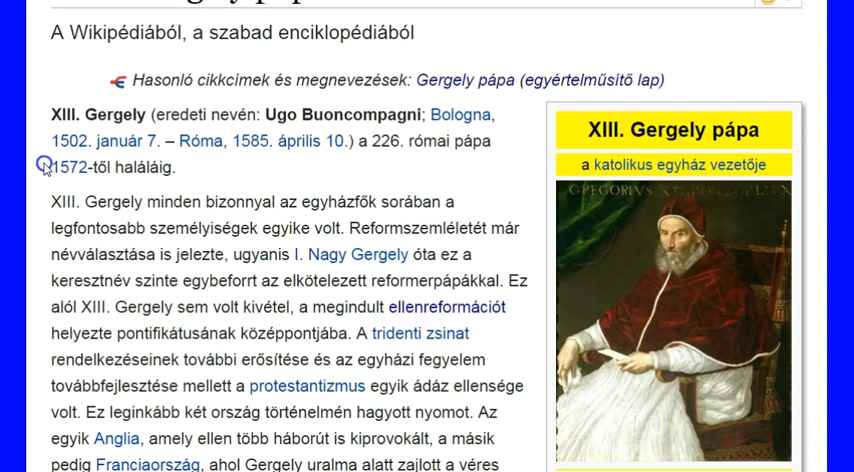 A Wikipédiából, a szabad enciklopédiából
Hasonló cikkcímek és megnevezések: Gergely pápa (egyértelműsítő lap)
XIII. Gergely (eredeti nevén: Ugo Buoncompagni; Bologna,
1502. január 7. – Róma, 1585. április 10.) a 226. római pápa
1572-től haláláig.
XIII. Gergely minden bizonnyal az egyházfők sorában a
legfontosabb személyiségek egyike volt. Reformszemléletét már
névválasztása is jelezte, ugyanis I. Nagy Gergely óta ez a
keresztnév szinte egybeforrt az elkötelezett reformerpápákkal. Ez
alól XIII. Gergely sem volt kivétel, a megindult ellenreformációt
helyezte pontifikátusának középpontjába. A tridenti zsinat
rendelkezéseinek további erősítése és az egyházi fegyelem
továbbfejlesztése mellett a protestantizmus egyik ádáz ellensége
volt. Ez leginkább két ország történelmén hagyott nyomot. Az
egyik Anglia, amely ellen több háborút is kiprovokált, a másik
pedig Franciaország, ahol Gergely uralma alatt zajlott a véres
XIII. Gergely pápa
a katolikus egyház vezetője